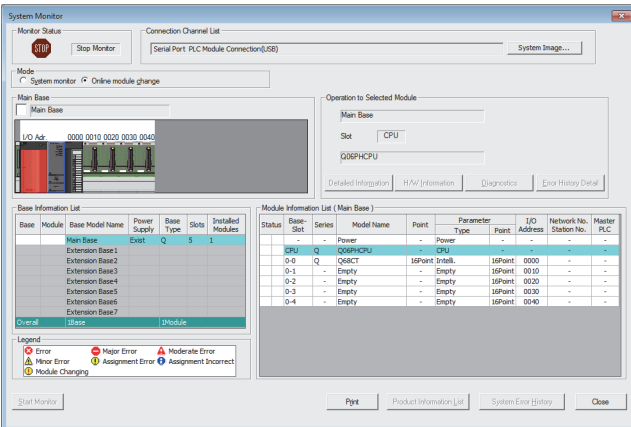 System Monitor
Monitor Status
STOP
Stop Monitor
Connection Channel List
Serial Port PLC Module Connection(USB)
System Image...
Mode
System monitor Online module change
Main Base
Main Base
I/O Adr. 0000 0010 0020 0030 0040
Operation to Selected Module
Main Base
Slot CPU
Q06PHCPU
Detailed Information H/W Information Diagnostics Error History Detail
Base Information List
Base Module Base Model Name Power Supply Base Type Slots Installed Modules
Main Base Exist Q 5 1
Extension Base1
Extension Base2
Extension Base3
Extension Base4
Extension Base5
Extension Base6
Extension Base7
Overall 1Base 1Module
Module Information List ( Main Base )
Status Base-Slot Series Model Name Point Parameter Type Point I/O Address Network No. Station No. Master PLC
- - Power - Power - - - -
CPU Q Q06PHCPU - CPU - - - -
0-0 Q Q68CT 16Point Intelli. 16Point 0000 - -
0-1 - Empty - Empty 16Point 0010 - -
0-2 - Empty - Empty 16Point 0020 - -
0-3 - Empty - Empty 16Point 0030 - -
0-4 - Empty - Empty 16Point 0040 - -
Legend
Error Major Error Moderate Error
Minor Error Assignment Error Assignment Incorrect
Module Changing
Start Monitor Print Product Information List System Error History Close